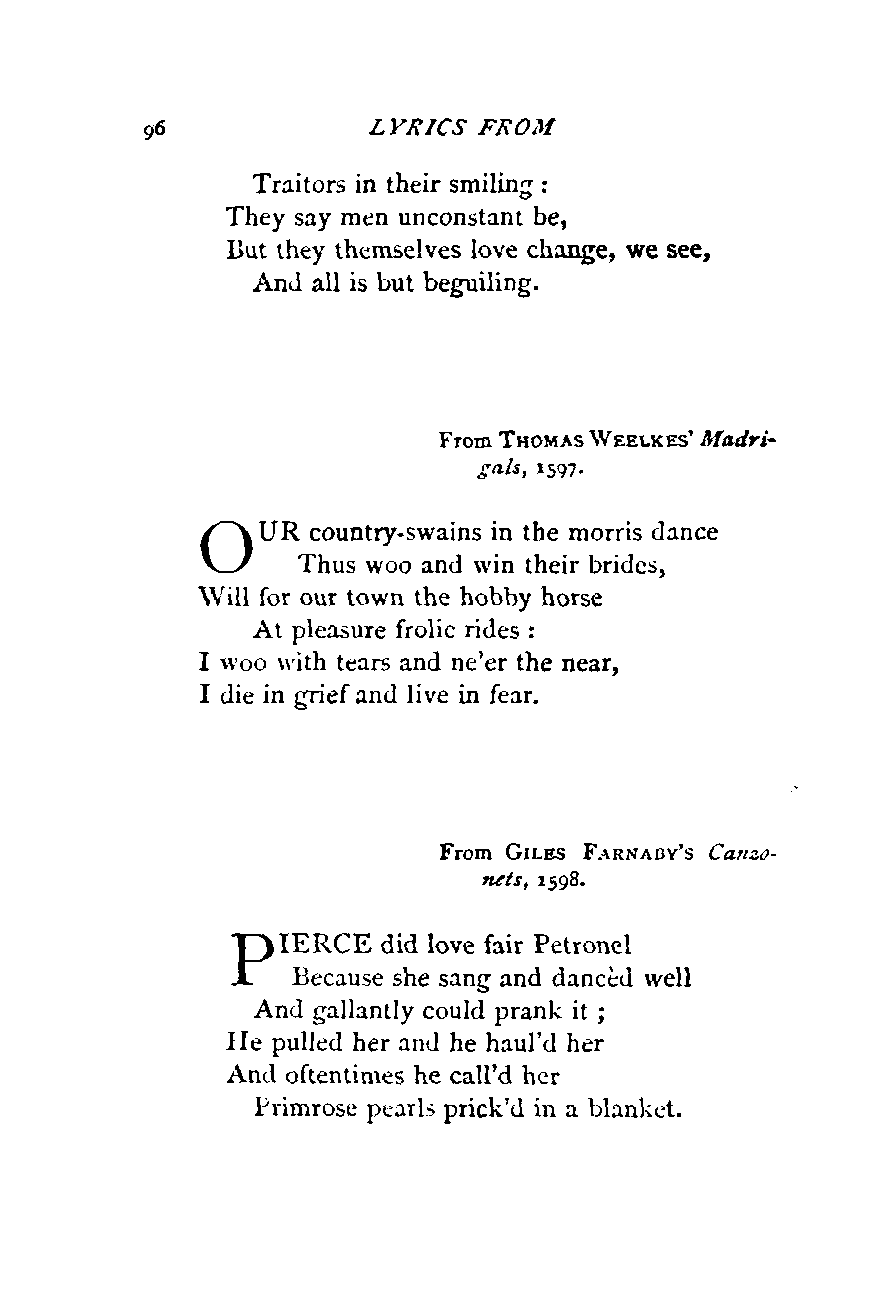 96 LYRICS FROM
Traitors in their smiling :
They say men unconstant be,
But they themselves love change, we see,
And all is but beguiling.
From THOMAS WEELKES' Madri-
gals, 1597.
OUR country-swains in the morris dance
Thus woo and win their brides,
Will for our town the hobby horse
At pleasure frolic rides :
I woo with tears and ne'er the near,
I die in grief and live in fear.
From GILES FARNABY'S Canzo-
nets, 1598.
PIERCE did love fair Petronel
Because she sang and dancèd well
And gallantly could prank it ;
He pulled her and he haul'd her
And oftentimes he call'd her
Primrose pearls prick'd in a blanket.